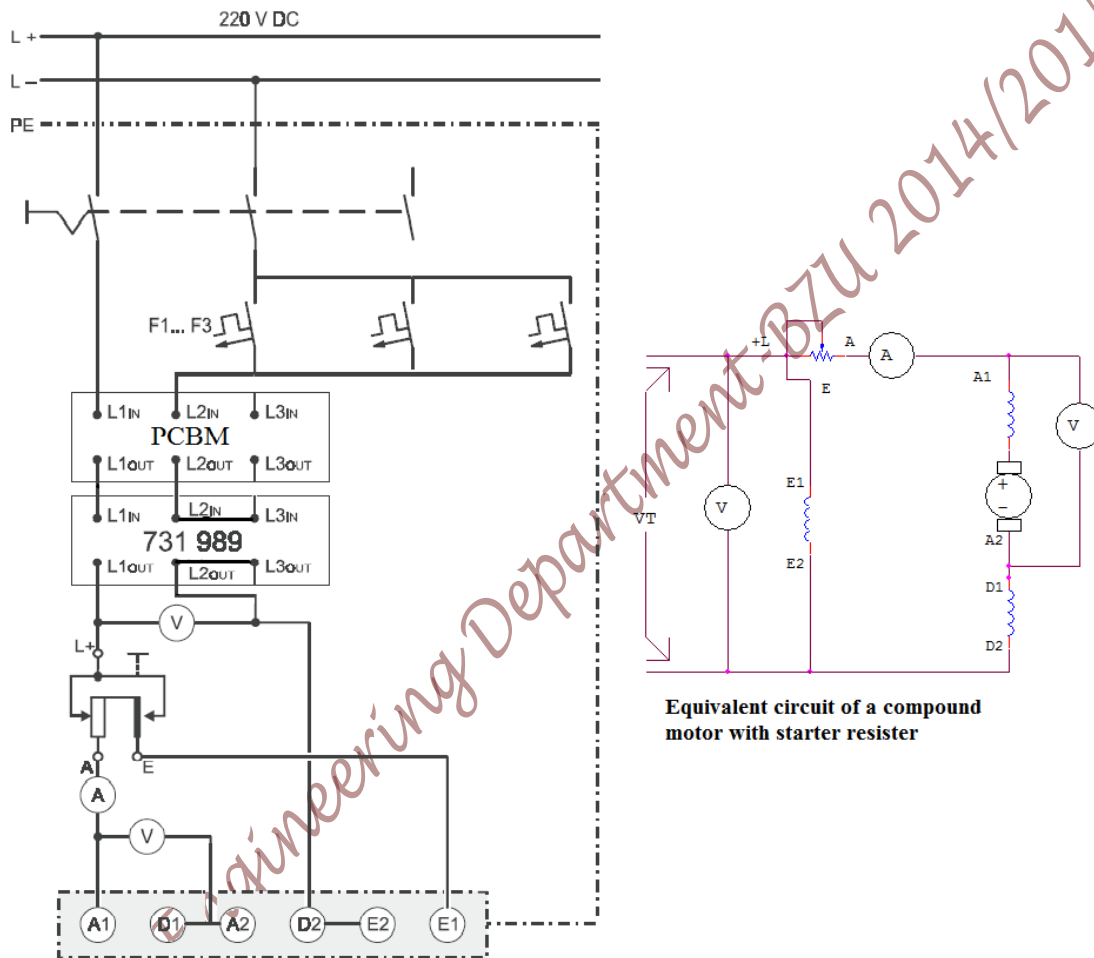 220 V DC
L +
L –
PE
F1... F3
L1IN L2IN L3IN
PCBM
L1OUT L2OUT L3OUT
L1IN L2IN L3IN
731 989
L1OUT L2OUT L3OUT
V
L+
A E
A
V
A1 D1 A2 D2 E2 E1
+L A A
E
A1
V
E1
V
VT
+
–
E2
A2
D1
D2
Equivalent circuit of a compound
motor with starter resister
Engineering Department-BZU 2014/201